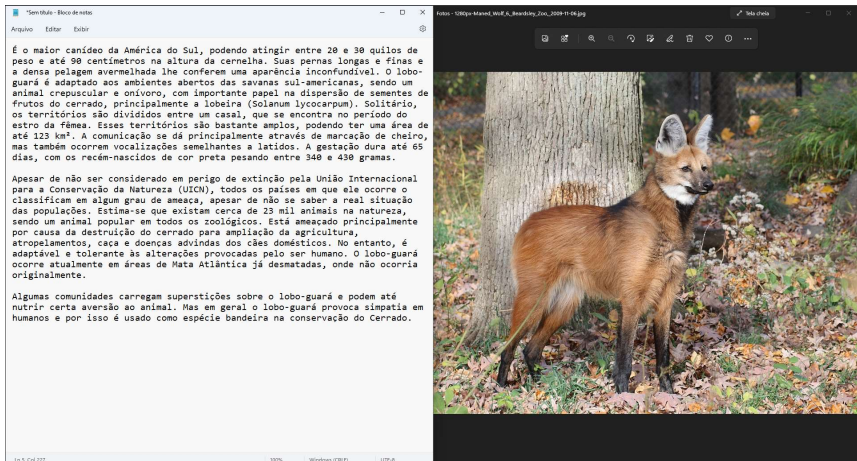 *Sem título - Bloco de notas
Arquivo Editar Exibir
É o maior canídeo da América do Sul, podendo atingir entre 20 e 30 quilos de
peso e até 90 centímetros na altura da cernelha. Suas pernas longas e finas e
a densa pelagem avermelhada lhe conferem uma aparência inconfundível. O lobo-
guará é adaptado aos ambientes abertos das savanas sul-americanas, sendo um
animal crepuscular e onívoro, com importante papel na dispersão de sementes de
frutos do cerrado, principalmente a lobeira (Solanum lycocarpum). Solitário,
os territórios são divididos entre um casal, que se encontra no período do
estro da fêmea. Esses territórios são bastante amplos, podendo ter uma área de
até 123 km². A comunicação se dá principalmente através de marcação de cheiro,
mas também ocorrem vocalizações semelhantes a latidos. A gestação dura até 65
dias, com os recém-nascidos de cor preta pesando entre 340 e 430 gramas.
Apesar de não ser considerado em perigo de extinção pela União Internacional
para a Conservação da Natureza (UICN), todos os países em que ele ocorre o
classificam em algum grau de ameaça, apesar de não se saber a real situação
das populações. Estima-se que existam cerca de 23 mil animais na natureza,
sendo um animal popular em todos os zoológicos. Está ameaçado principalmente
por causa da destruição do cerrado para ampliação da agricultura,
atropelamentos, caça e doenças advindas dos cães domésticos. No entanto, é
adaptável e tolerante às alterações provocadas pelo ser humano. O lobo-guará
ocorre atualmente em áreas de Mata Atlântica já desmatadas, onde não ocorria
originalmente.
Algumas comunidades carregam superstições sobre o lobo-guará e podem até
nutrir certa aversão ao animal. Mas em geral o lobo-guará provoca simpatia em
humanos e por isso é usado como espécie bandeira na conservação do Cerrado.
Ln 5, Col 222 100% Windows (CRLF) UTF-8
Fotos - 1280px-Maned_Wolf_6_Beardsley_Zoo_2009-11-06.jpg
Tela cheia